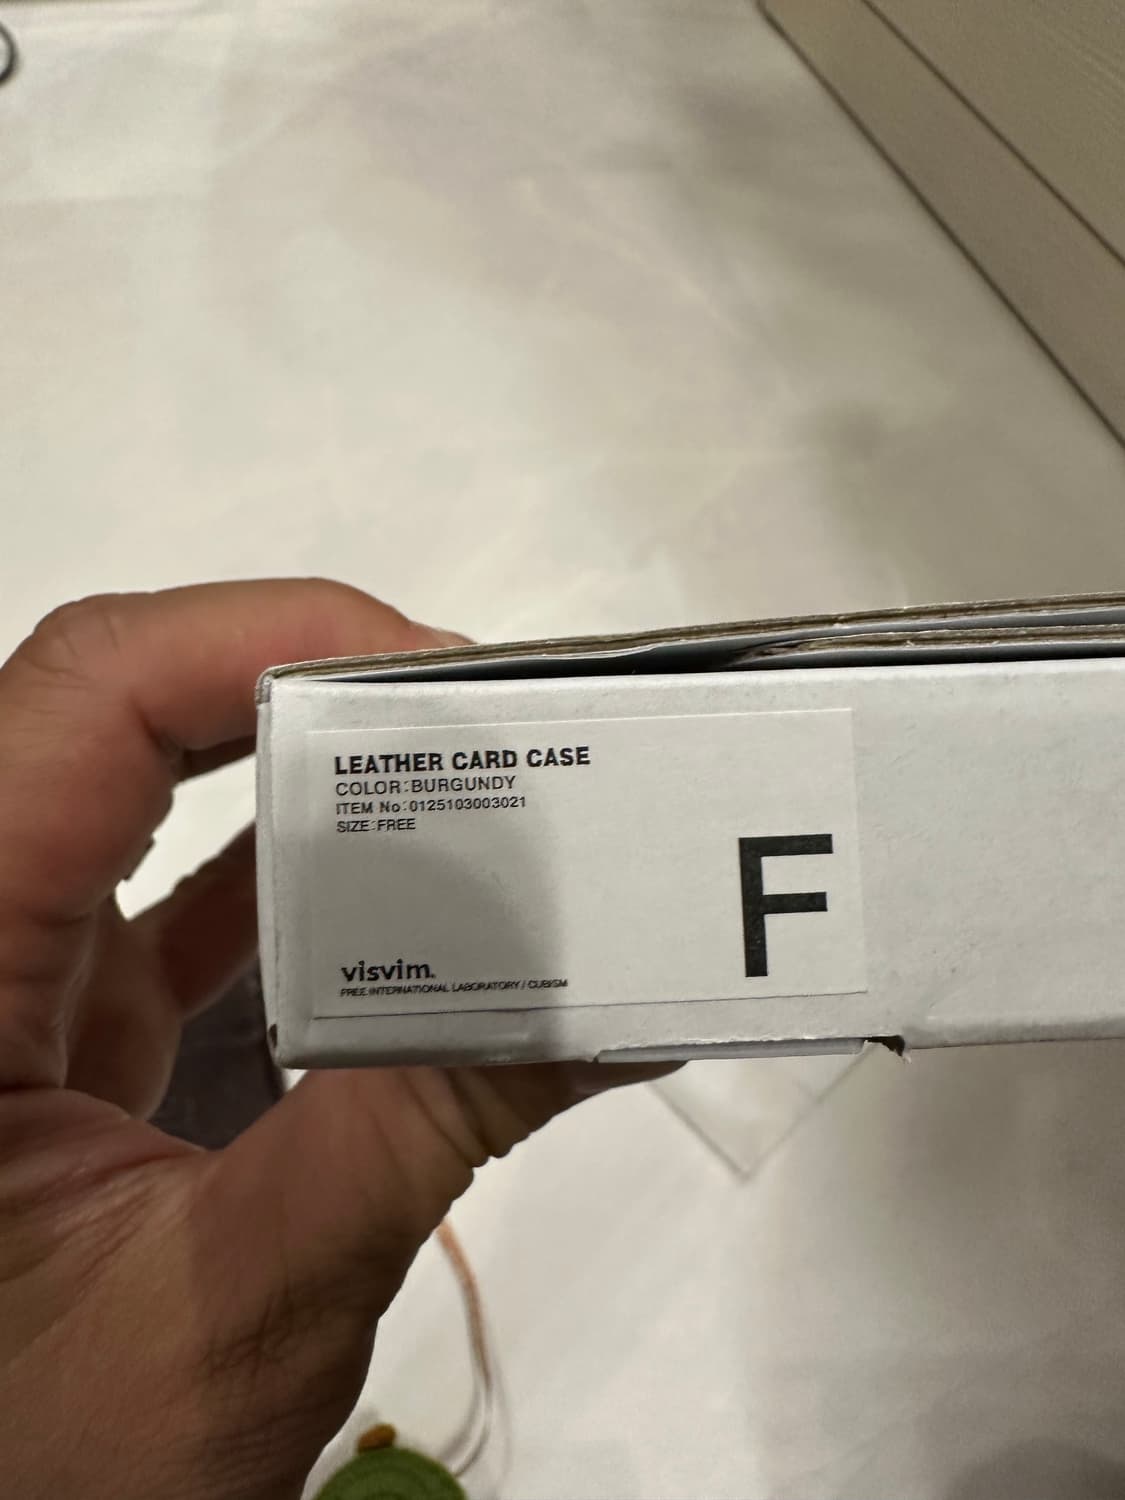 LEATHER CARD CASE
COLOR:BURGUNDY
ITEM No:0125103003021
SIZE:FREE
F
visvim.
FREE INTERNATIONAL LABORATORY / CUBISM